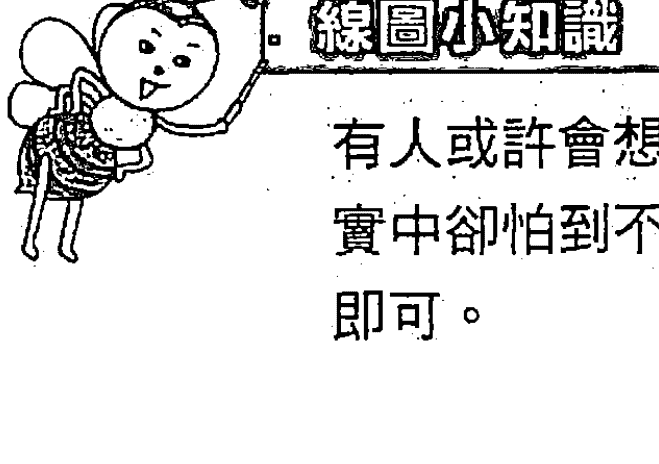 線圖小知識
有人或許會想
實中卻怕到不
即可。